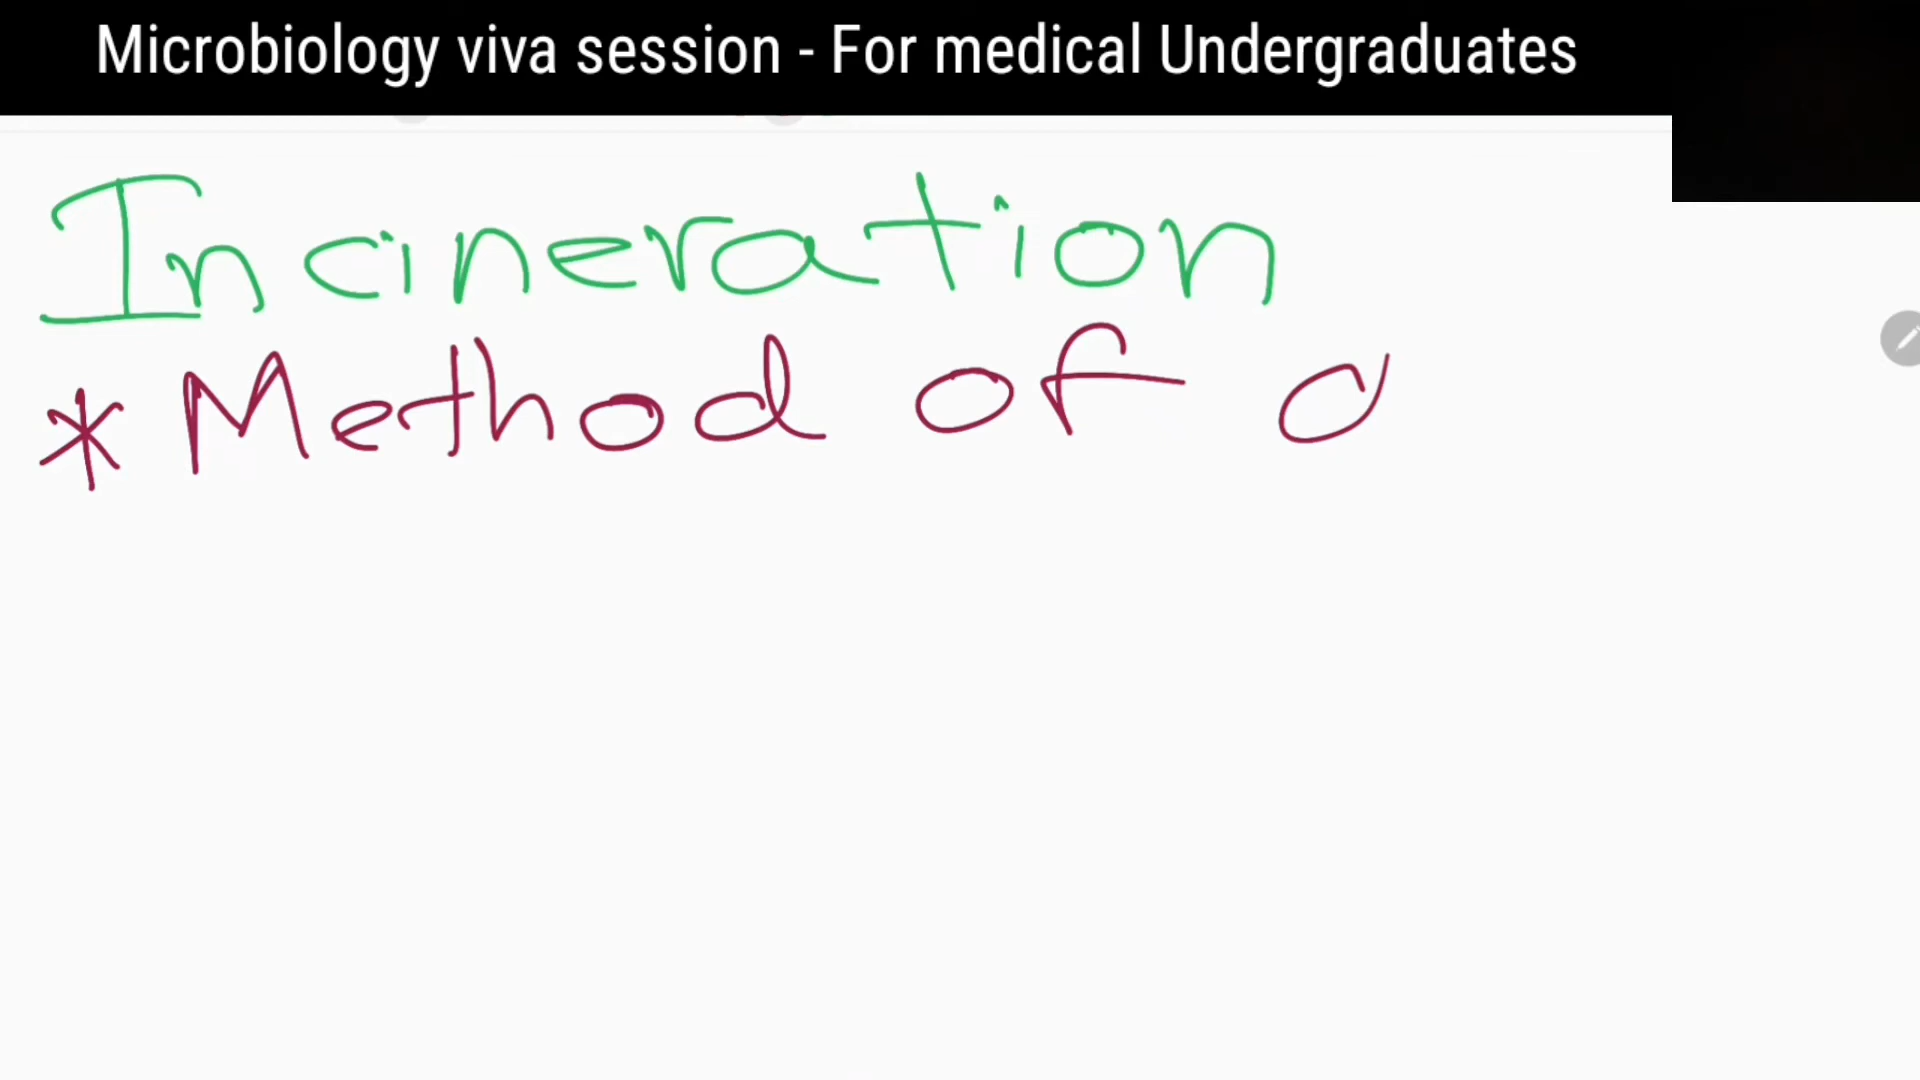 Microbiology viva session - For medical Undergraduates
Incineration
* Method of